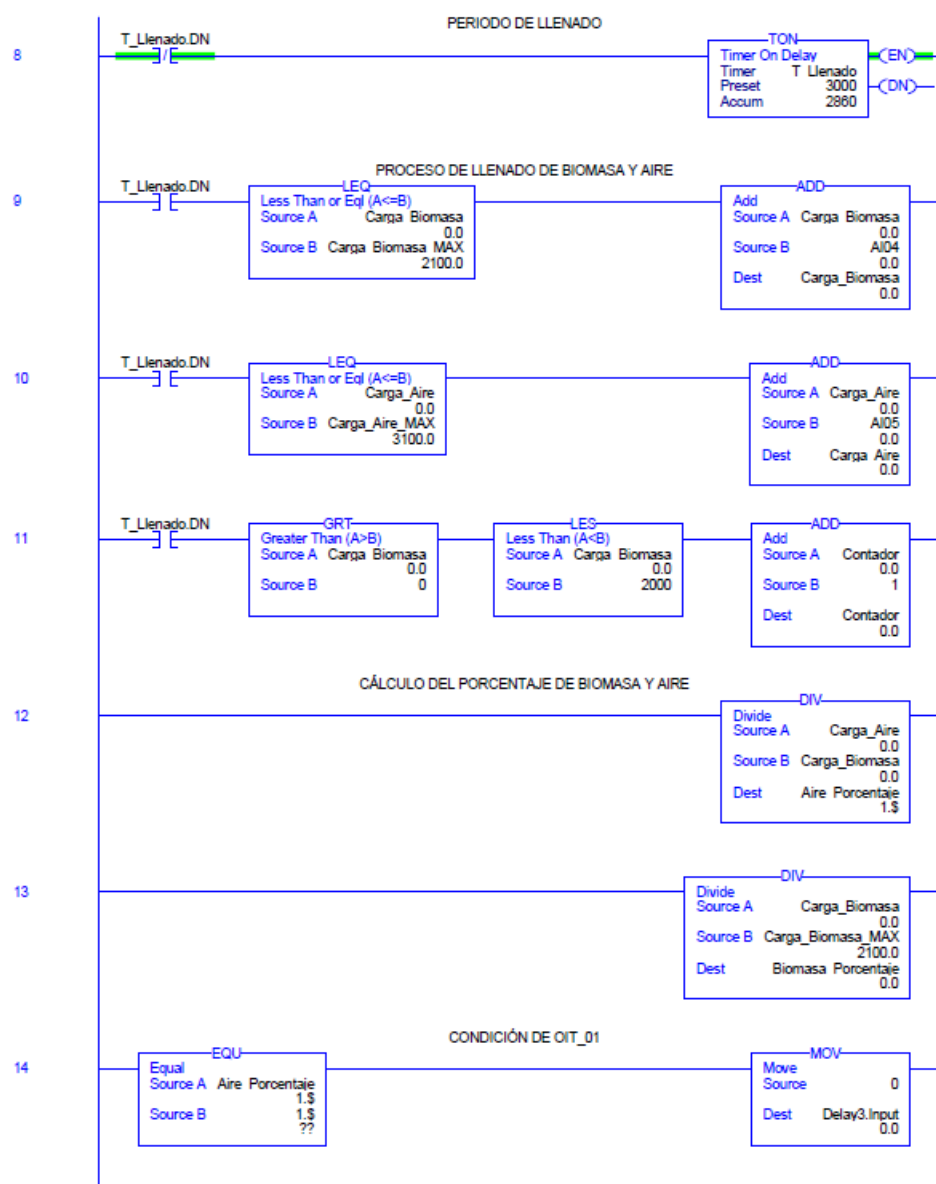 PERIODO DE LLENADO
8
T_Llenado.DN
TON
Timer On Delay
Timer T_Llenado
Preset 3000
Accum 2860
EN
DN
PROCESO DE LLENADO DE BIOMASA Y AIRE
9
T_Llenado.DN
LEQ
Less Than or Eql (A<=B)
Source A Carga_Biomasa
0.0
Source B Carga_Biomasa_MAX
2100.0
ADD
Add
Source A Carga_Biomasa
0.0
Source B AI04
0.0
Dest Carga_Biomasa
0.0
10
T_Llenado.DN
LEQ
Less Than or Eql (A<=B)
Source A Carga_Aire
0.0
Source B Carga_Aire_MAX
3100.0
ADD
Add
Source A Carga_Aire
0.0
Source B AI05
0.0
Dest Carga_Aire
0.0
11
T_Llenado.DN
GRT
Greater Than (A>B)
Source A Carga_Biomasa
0.0
Source B 0
LES
Less Than (A<B)
Source A Carga_Biomasa
0.0
Source B 2000
ADD
Add
Source A Contador
0.0
Source B 1
Dest Contador
0.0
CÁLCULO DEL PORCENTAJE DE BIOMASA Y AIRE
12
DIV
Divide
Source A Carga_Aire
0.0
Source B Carga_Biomasa
0.0
Dest Aire_Porcentaje
1.$
13
DIV
Divide
Source A Carga_Biomasa
0.0
Source B Carga_Biomasa_MAX
2100.0
Dest Biomasa_Porcentaje
0.0
CONDICIÓN DE OIT_01
14
EQU
Equal
Source A Aire_Porcentaje
1.$
Source B 1.$
??
MOV
Move
Source 0
Dest Delay3.Input
0.0